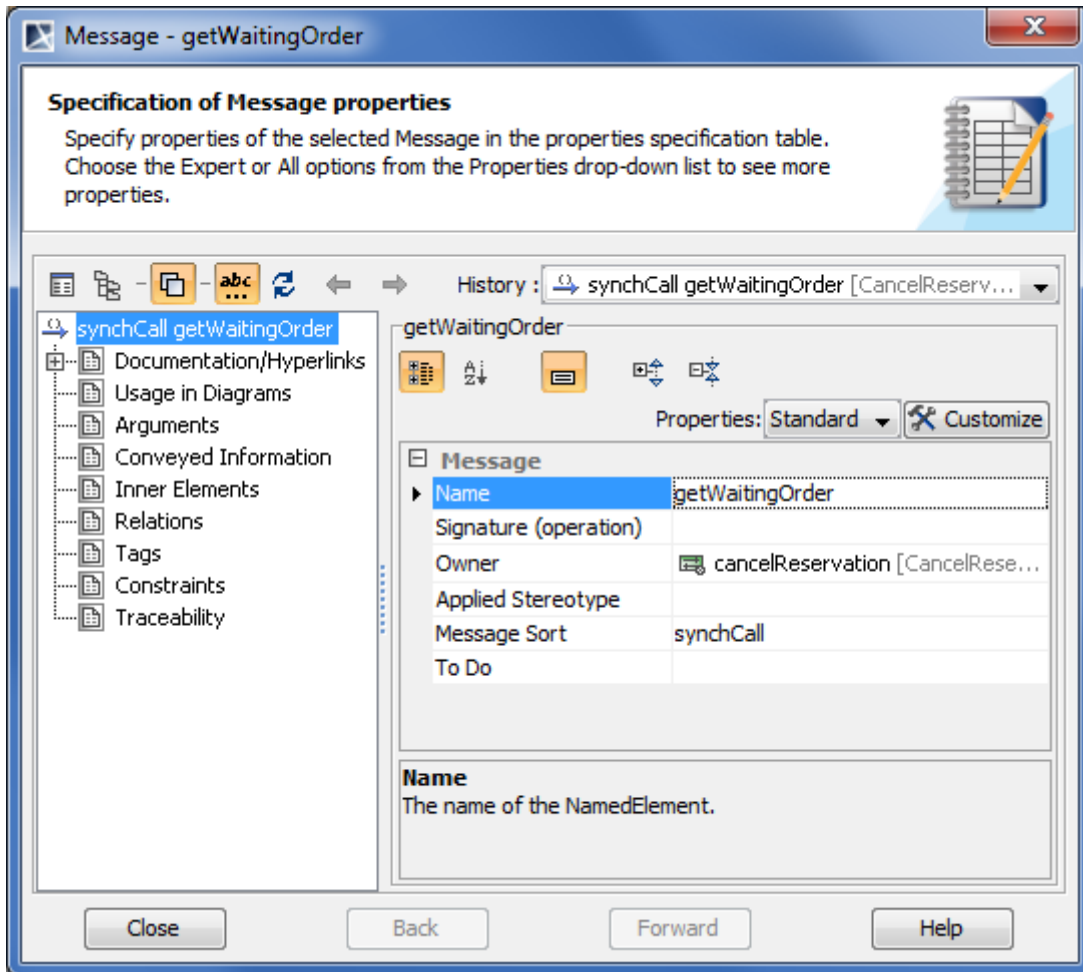 Message - getWaitingOrder
Specification of Message properties
Specify properties of the selected Message in the properties specification table.
Choose the Expert or All options from the Properties drop-down list to see more
properties.
abc
...
History : synchCall getWaitingOrder [CancelReserv...
synchCall getWaitingOrder
Documentation/Hyperlinks
Usage in Diagrams
Arguments
Conveyed Information
Inner Elements
Relations
Tags
Constraints
Traceability
getWaitingOrder
Properties: Standard Customize
Message
Name getWaitingOrder
Signature (operation)
Owner cancelReservation [CancelRese...
Applied Stereotype
Message Sort synchCall
To Do
Name
The name of the NamedElement.
Close Back Forward Help